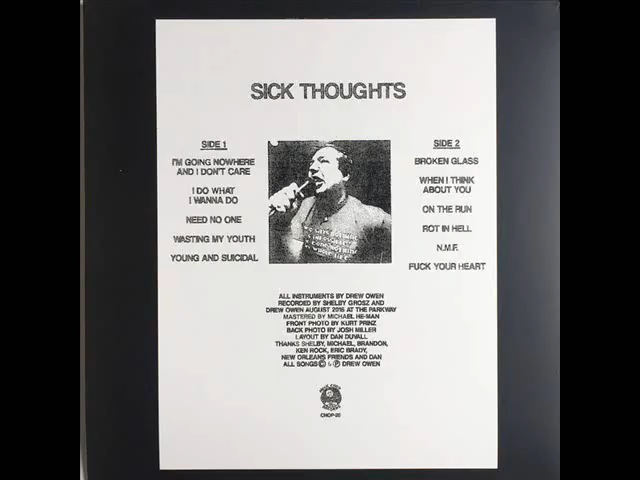 SICK THOUGHTS
SIDE 1
I'M GOING NOWHERE
AND I DON'T CARE
I DO WHAT
I WANNA DO
NEED NO ONE
WASTING MY YOUTH
YOUNG AND SUICIDAL
SIDE 2
BROKEN GLASS
WHEN I THINK
ABOUT YOU
ON THE RUN
ROT IN HELL
N.M.F.
FUCK YOUR HEART
ALL INSTRUMENTS BY DREW OWEN
RECORDED BY SHELBY GROSZ AND
DREW OWEN AUGUST 2016 AT THE PARKWAY
MASTERED BY MICHAEL HE-MAN
FRONT PHOTO BY KURT PRINZ
BACK PHOTO BY JOSH MILLER
LAYOUT BY DAN DUVALL
THANKS SHELBY, MICHAEL, BRANDON,
KEN ROCK, ERIC BRADY,
NEW ORLEANS FRIENDS AND DAN
ALL SONGS © & ℗ DREW OWEN